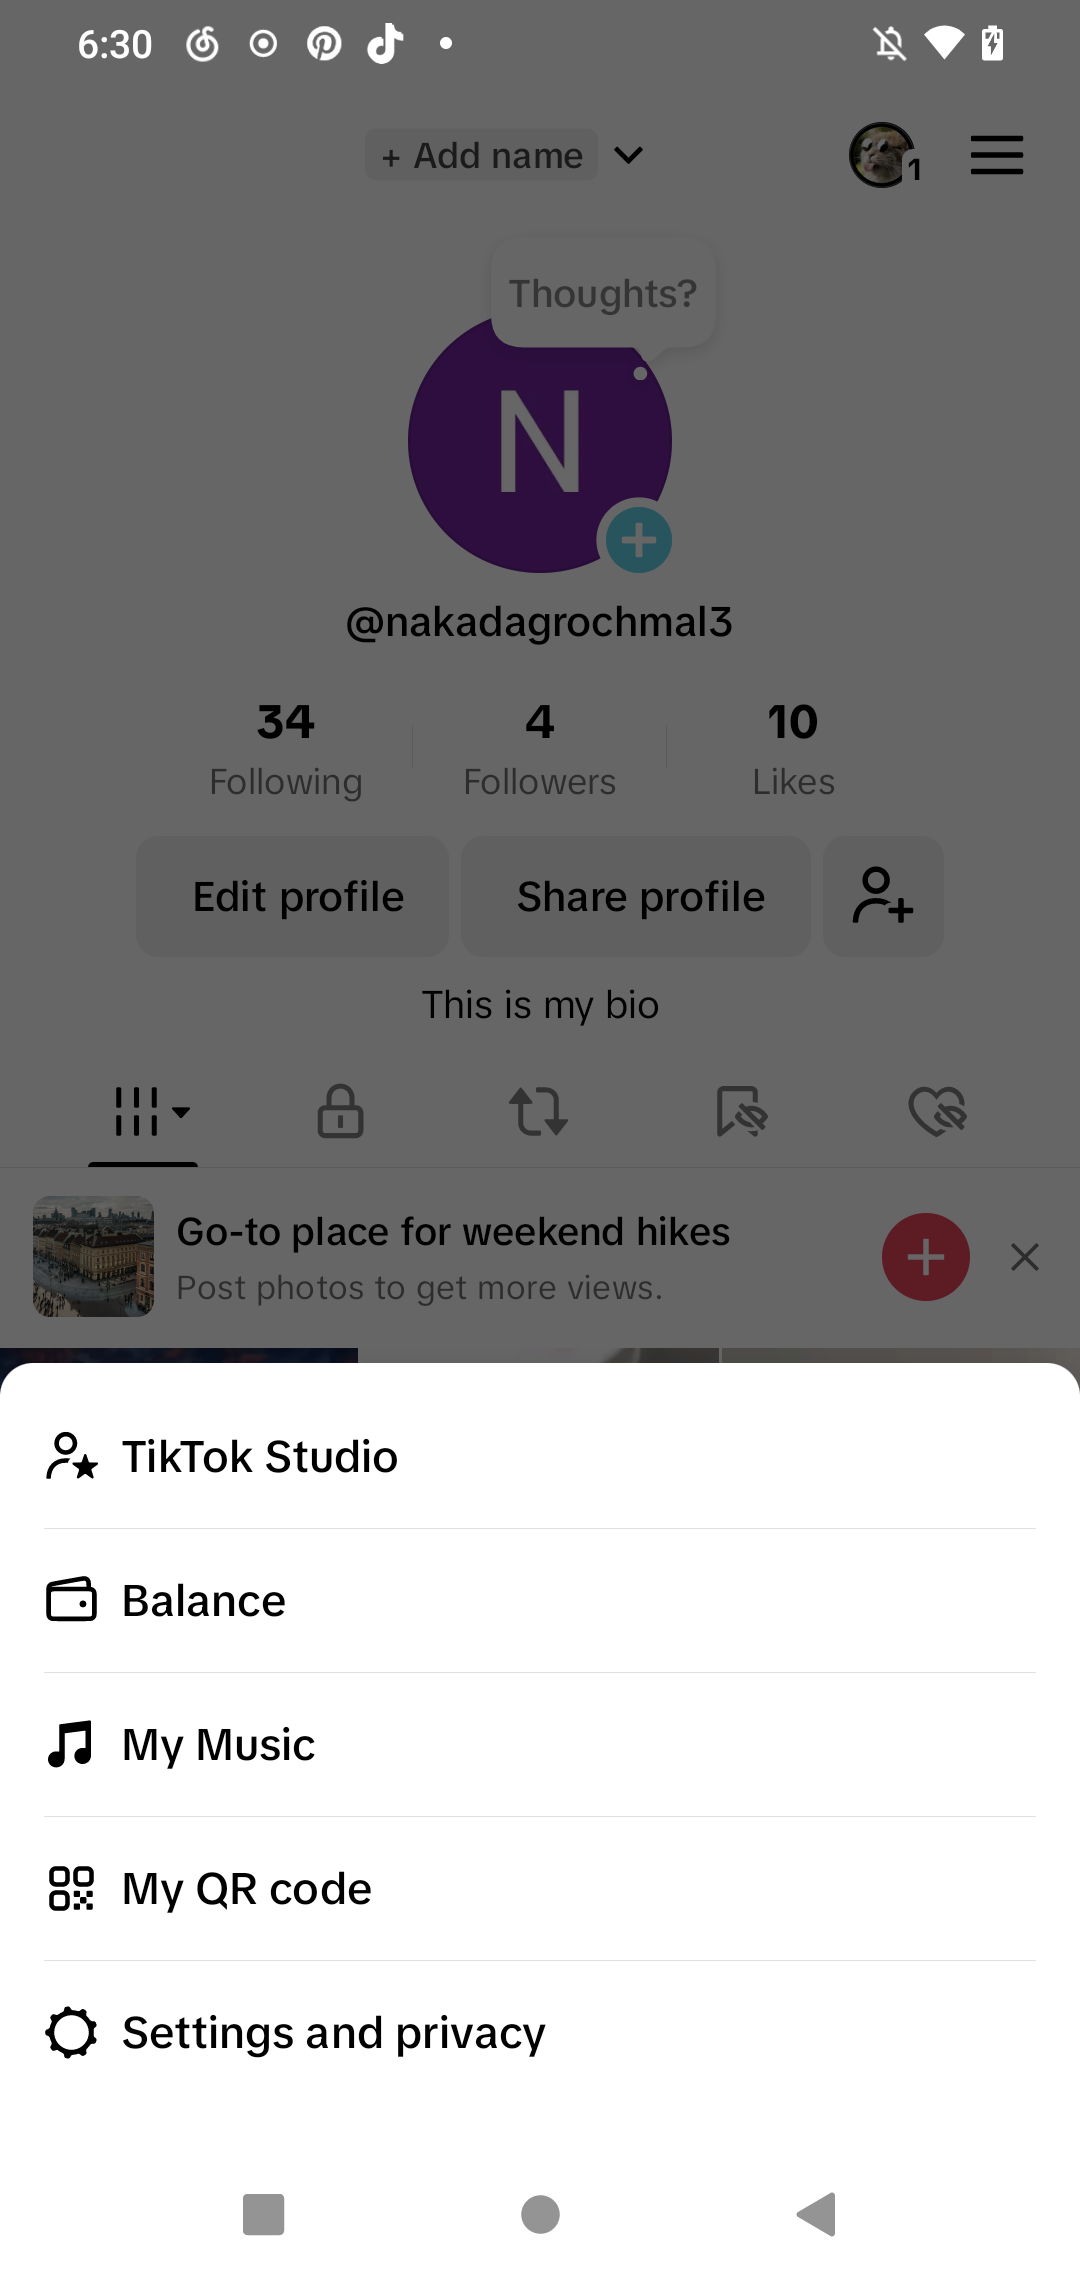 6:30
+ Add name
1
Thoughts?
N
@nakadagrochmal3
34 4 10
Following Followers Likes
Edit profile Share profile
This is my bio
Go-to place for weekend hikes
Post photos to get more views.
TikTok Studio
Balance
My Music
My QR code
Settings and privacy